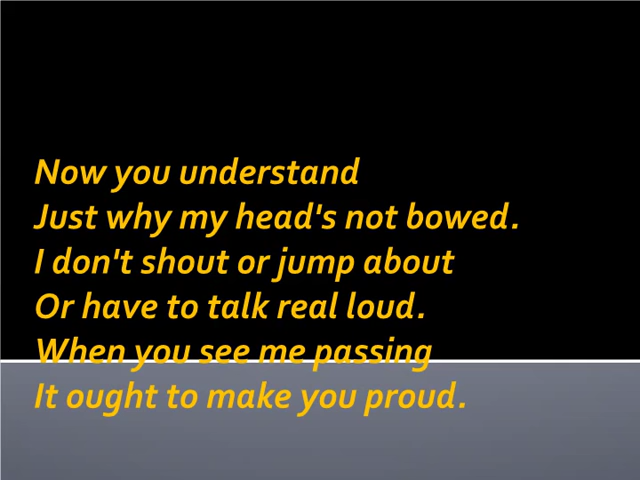 Now you understand
Just why my head's not bowed.
I don't shout or jump about
Or have to talk real loud.
When you see me passing
It ought to make you proud.